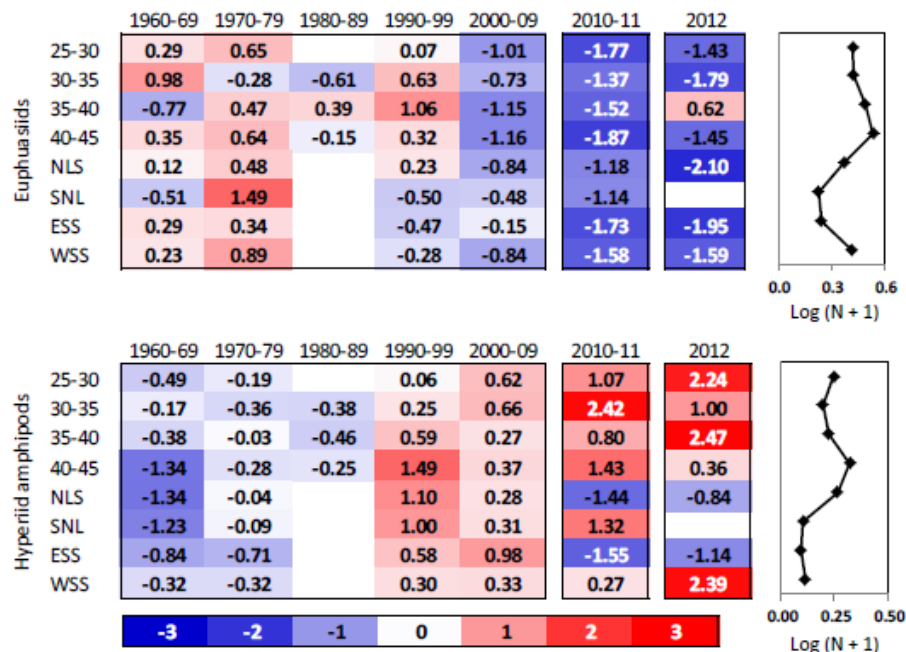 1960-69 1970-79 1980-89 1990-99 2000-09 2010-11 2012
Euphuasiids
25-30 0.29 0.65 0.07 -1.01 -1.77 -1.43
30-35 0.98 -0.28 -0.61 0.63 -0.73 -1.37 -1.79
35-40 -0.77 0.47 0.39 1.06 -1.15 -1.52 0.62
40-45 0.35 0.64 -0.15 0.32 -1.16 -1.87 -1.45
NLS 0.12 0.48 0.23 -0.84 -1.18 -2.10
SNL -0.51 1.49 -0.50 -0.48 -1.14
ESS 0.29 0.34 -0.47 -0.15 -1.73 -1.95
WSS 0.23 0.89 -0.28 -0.84 -1.58 -1.59
0.0 0.3 0.6
Log (N + 1)
1960-69 1970-79 1980-89 1990-99 2000-09 2010-11 2012
Hyperiid amphipods
25-30 -0.49 -0.19 0.06 0.62 1.07 2.24
30-35 -0.17 -0.36 -0.38 0.25 0.66 2.42 1.00
35-40 -0.38 -0.03 -0.46 0.59 0.27 0.80 2.47
40-45 -1.34 -0.28 -0.25 1.49 0.37 1.43 0.36
NLS -1.34 -0.04 1.10 0.28 -1.44 -0.84
SNL -1.23 -0.09 1.00 0.31 1.32
ESS -0.84 -0.71 0.58 0.98 -1.55 -1.14
WSS -0.32 -0.32 0.30 0.33 0.27 2.39
0.00 0.25 0.50
-3 -2 -1 0 1 2 3
Log (N + 1)